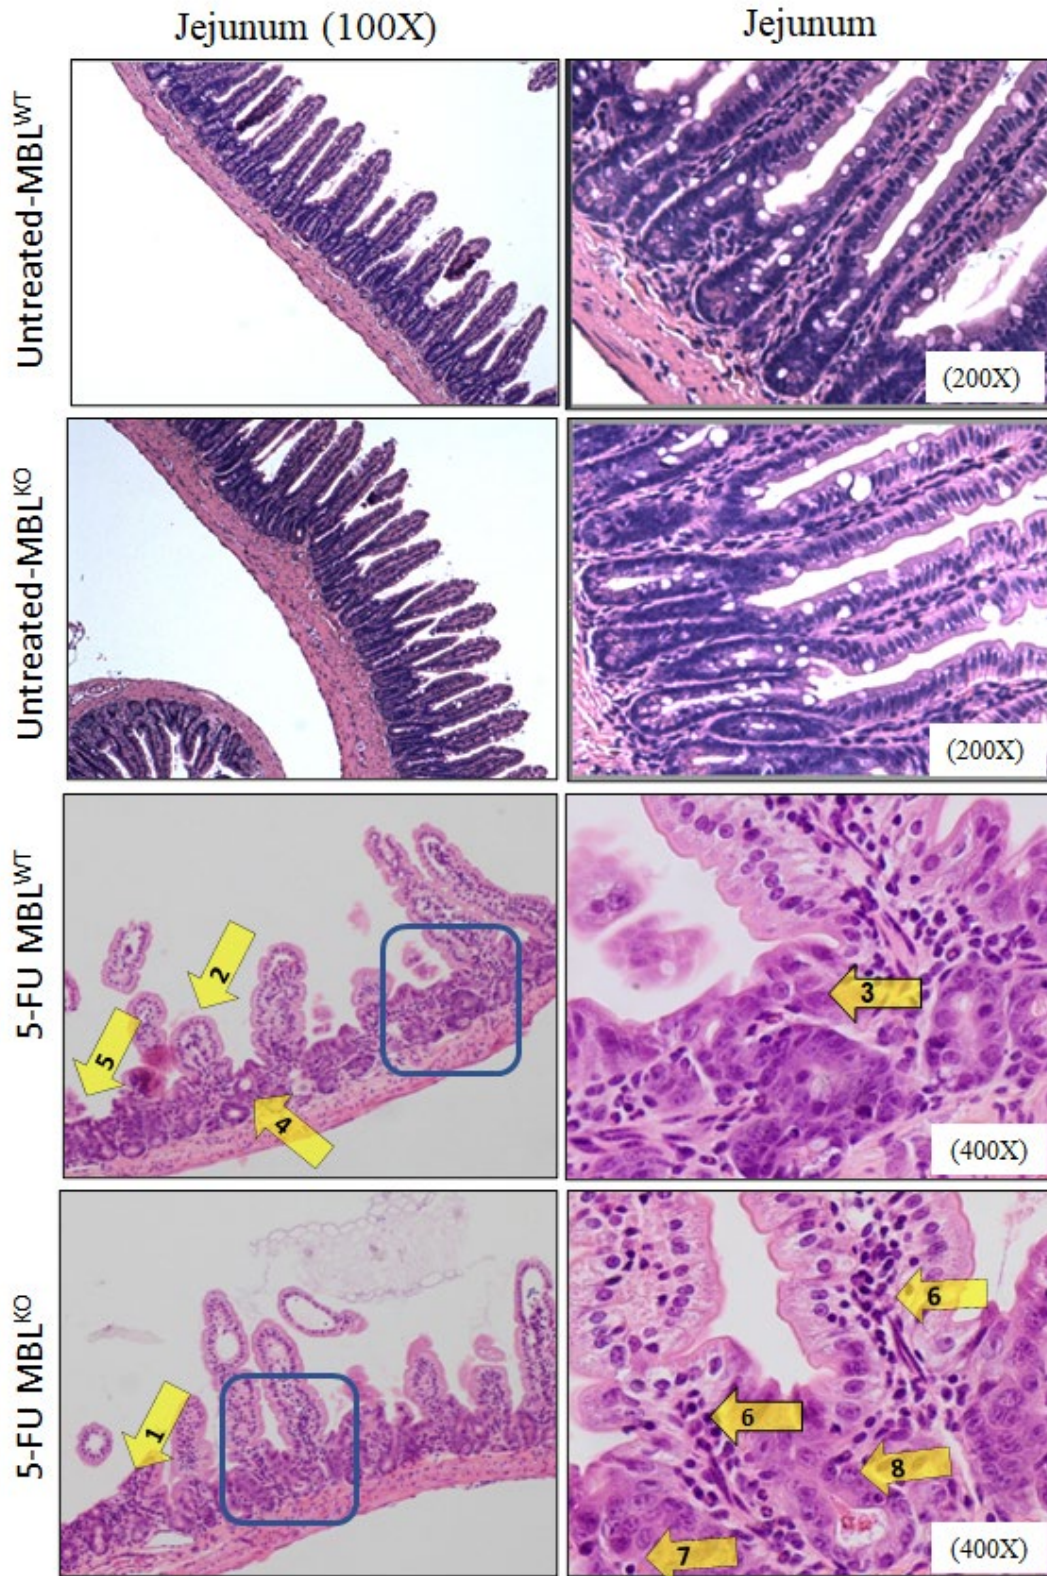 Jejunum (100X)
Jejunum
Untreated-MBLᵂᵀ
(200X)
Untreated-MBLᴷᴼ
(200X)
5-FU MBLᵂᵀ
2
5
4
3
(400X)
5-FU MBLᴷᴼ
1
6
6
8
7
(400X)